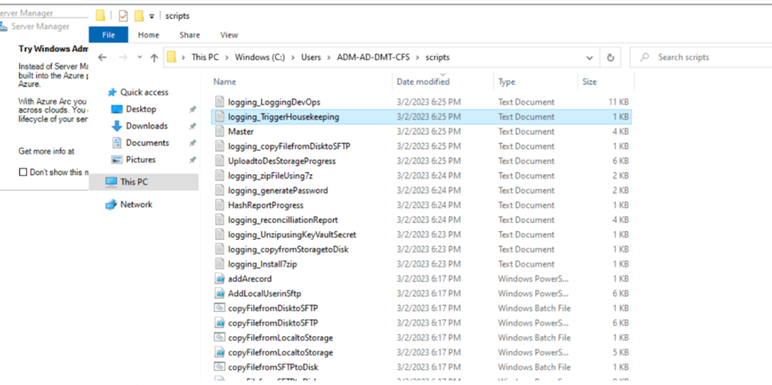 erver Manager
scripts
Server Manager
File Home Share View
Try Windows Adm
This PC > Windows (C:) > Users > ADM-AD-DMT-CFS > scripts
Search scripts
Instead of Server Ma
built into the Azure p
Azure.
With Azure Arc you
across clouds. You
lifecycle of your ser
Get more info at
Don't show this m
Quick access
Desktop
Downloads
Documents
Pictures
This PC
Network
Name Date modified Type Size
logging_LoggingDevOps 3/2/2023 6:25 PM Text Document 11 KB
logging_TriggerHousekeeping 3/2/2023 6:25 PM Text Document 1 KB
Master 3/2/2023 6:25 PM Text Document 4 KB
logging_copyFilefromDisktoSFTP 3/2/2023 6:25 PM Text Document 1 KB
UploadtoDesStorageProgress 3/2/2023 6:25 PM Text Document 6 KB
logging_zipFileUsing7z 3/2/2023 6:24 PM Text Document 2 KB
logging_generatePassword 3/2/2023 6:24 PM Text Document 2 KB
HashReportProgress 3/2/2023 6:24 PM Text Document 1 KB
logging_reconcilliationReport 3/2/2023 6:24 PM Text Document 4 KB
logging_UnzipusingKeyVaultSecret 3/2/2023 6:23 PM Text Document 1 KB
logging_copyfromStoragetoDisk 3/2/2023 6:23 PM Text Document 1 KB
logging_Install7zip 3/2/2023 6:23 PM Text Document 1 KB
addArecord 3/2/2023 6:17 PM Windows PowerS... 1 KB
AddLocalUserinSftp 3/2/2023 6:17 PM Windows PowerS... 6 KB
copyFilefromDisktoSFTP 3/2/2023 6:17 PM Windows Batch File 1 KB
copyFilefromDisktoSFTP 3/2/2023 6:17 PM Windows PowerS... 6 KB
copyFilefromLocaltoStorage 3/2/2023 6:17 PM Windows Batch File 1 KB
copyFilefromLocaltoStorage 3/2/2023 6:17 PM Windows PowerS... 5 KB
copyFilefromSFTPtoDisk 3/2/2023 6:17 PM Windows Batch File 1 KB